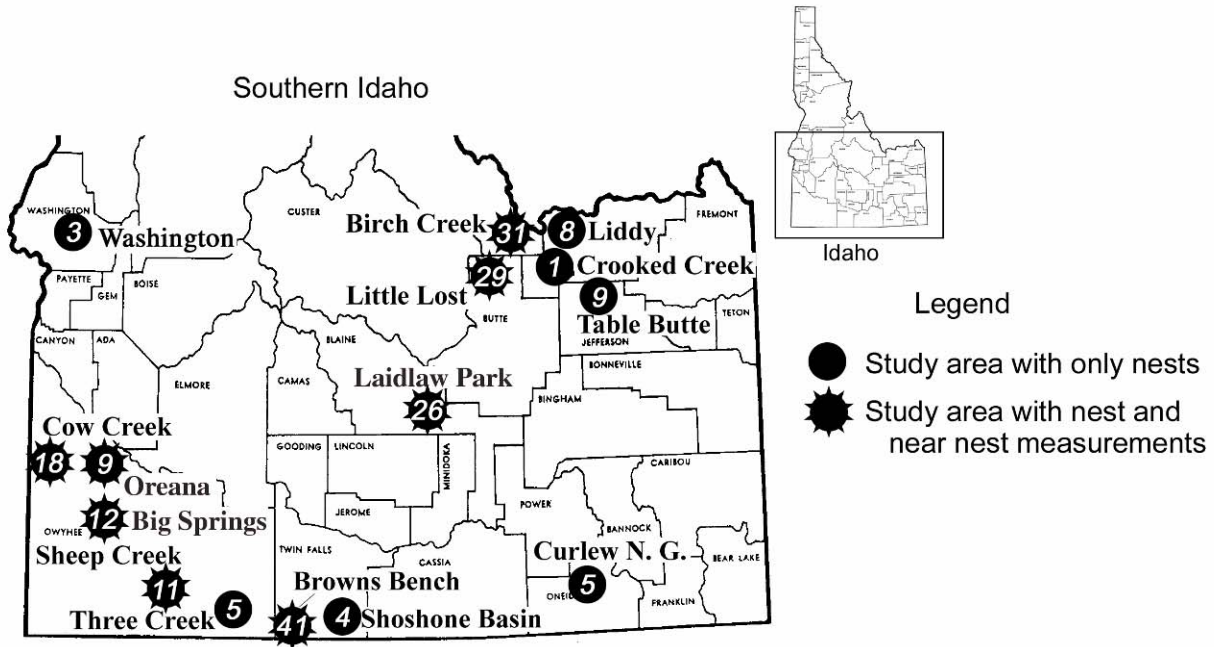 Southern Idaho
Idaho
WASHINGTON
3
Washington
CUSTER
Birch Creek
31
8
Liddy
FREMONT
1
Crooked Creek
29
Little Lost
9
Table Butte
PAYETTE
GEM
BOISE
BUTTE
JEFFERSON
TETON
CANYON
ADA
ELMORE
BLAINE
CAMAS
Laidlaw Park
26
BONNEVILLE
BINGHAM
Cow Creek
18
9
Oreana
GOODING
LINCOLN
MINIDOKA
CARIBOU
OWYHEE
12
Big Springs
JEROME
POWER
BANNOCK
Sheep Creek
11
TWIN FALLS
CASSIA
Curlew N. G.
BEAR LAKE
Browns Bench
ONEIDA
5
FRANKLIN
Three Creek
5
41
4
Shoshone Basin
Legend
Study area with only nests
Study area with nest and
near nest measurements